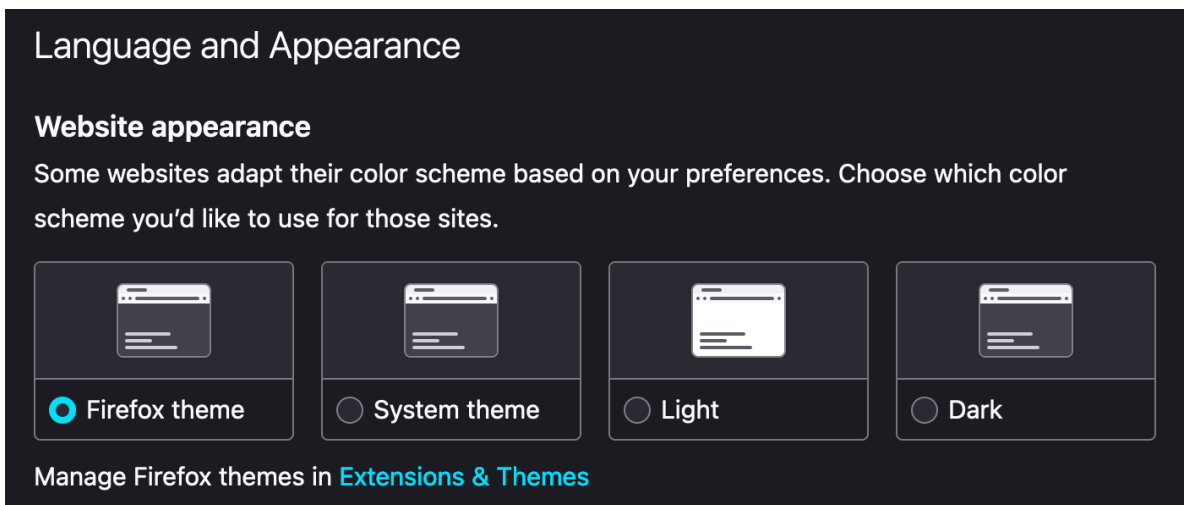 Language and Appearance
Website appearance
Some websites adapt their color scheme based on your preferences. Choose which color
scheme you’d like to use for those sites.
Firefox theme
System theme
Light
Dark
Manage Firefox themes in Extensions & Themes